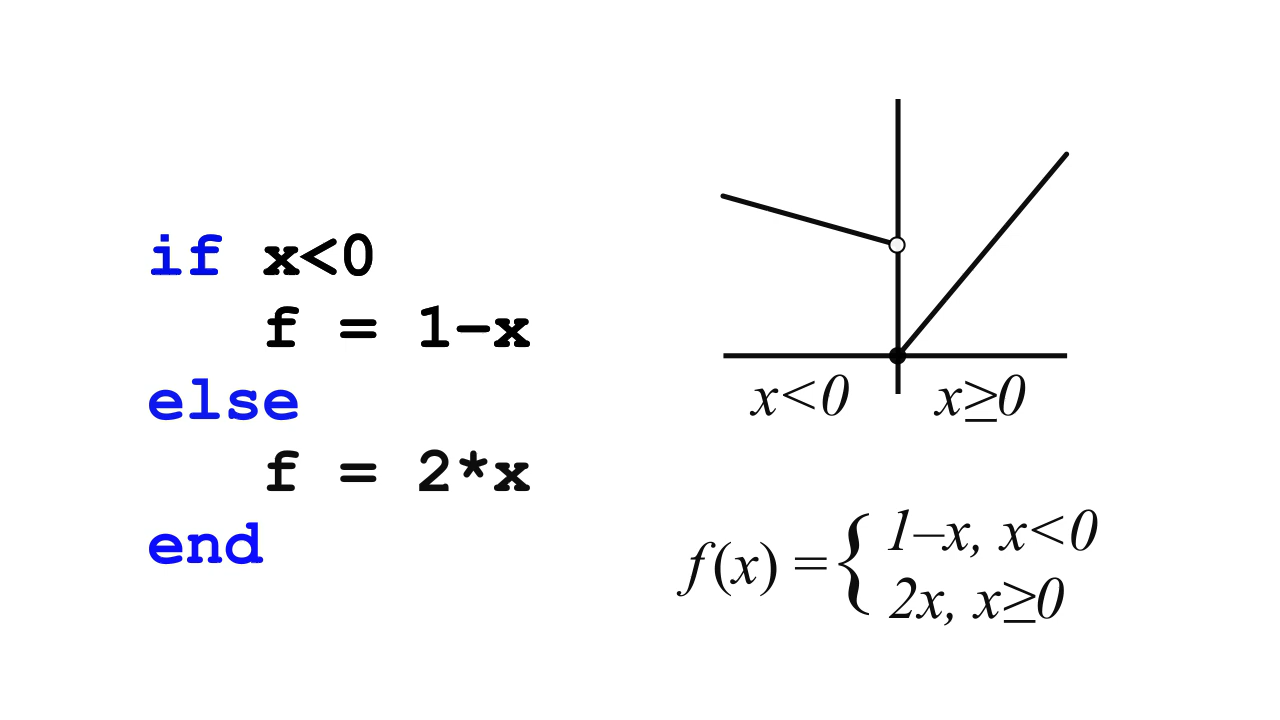 if x<0
f = 1-x
else
f = 2*x
end
x<0 x≥0
f(x) = { 1–x, x<0
2x, x≥0